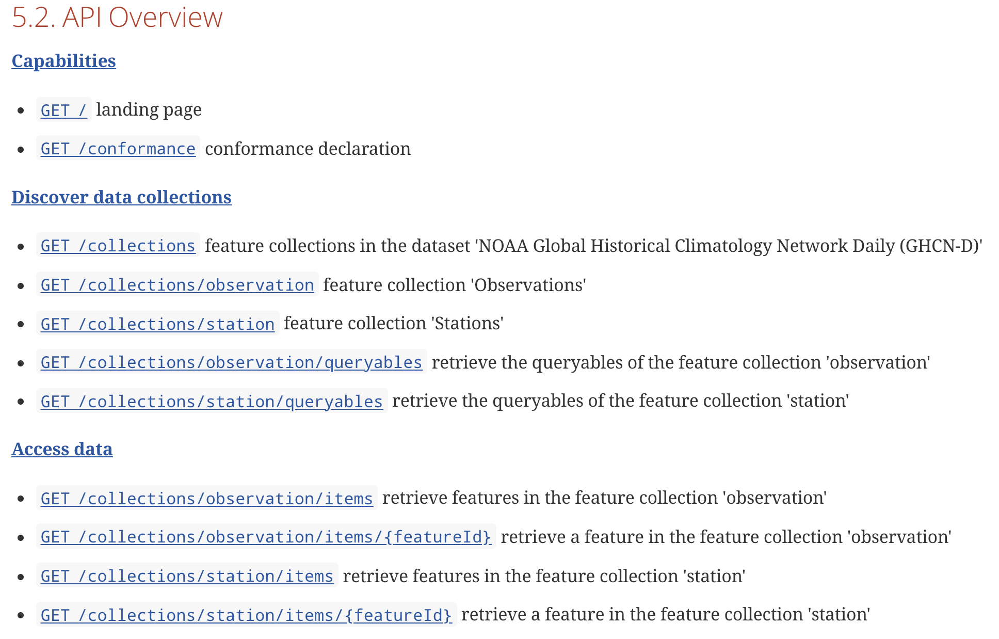 5.2. API Overview
Capabilities
GET / landing page
GET /conformance conformance declaration
Discover data collections
GET /collections feature collections in the dataset 'NOAA Global Historical Climatology Network Daily (GHCN-D)'
GET /collections/observation feature collection 'Observations'
GET /collections/station feature collection 'Stations'
GET /collections/observation/queryables retrieve the queryables of the feature collection 'observation'
GET /collections/station/queryables retrieve the queryables of the feature collection 'station'
Access data
GET /collections/observation/items retrieve features in the feature collection 'observation'
GET /collections/observation/items/{featureId} retrieve a feature in the feature collection 'observation'
GET /collections/station/items retrieve features in the feature collection 'station'
GET /collections/station/items/{featureId} retrieve a feature in the feature collection 'station'